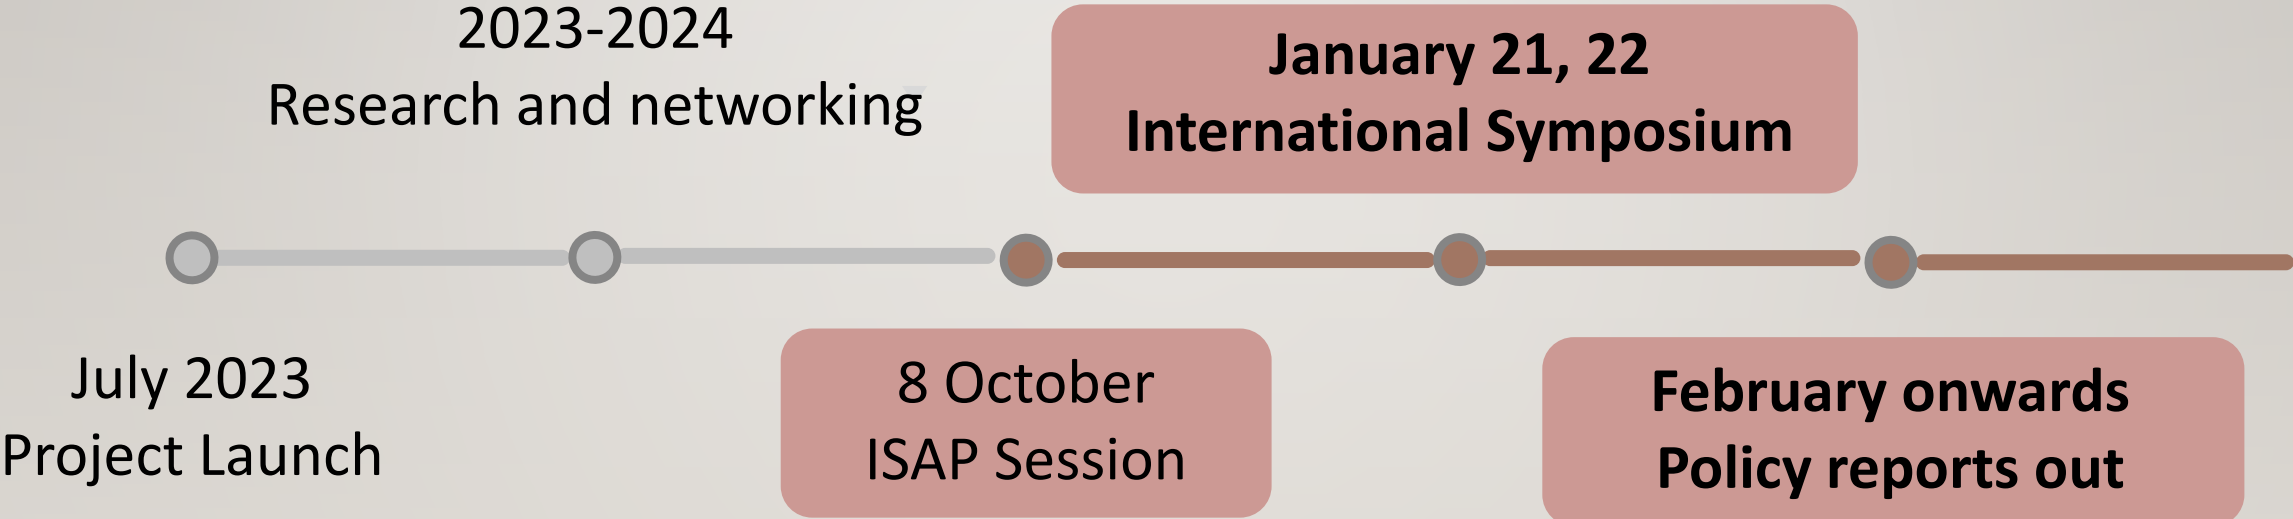 2023-2024
Research and networking
January 21, 22
International Symposium
July 2023
Project Launch
8 October
ISAP Session
February onwards
Policy reports out